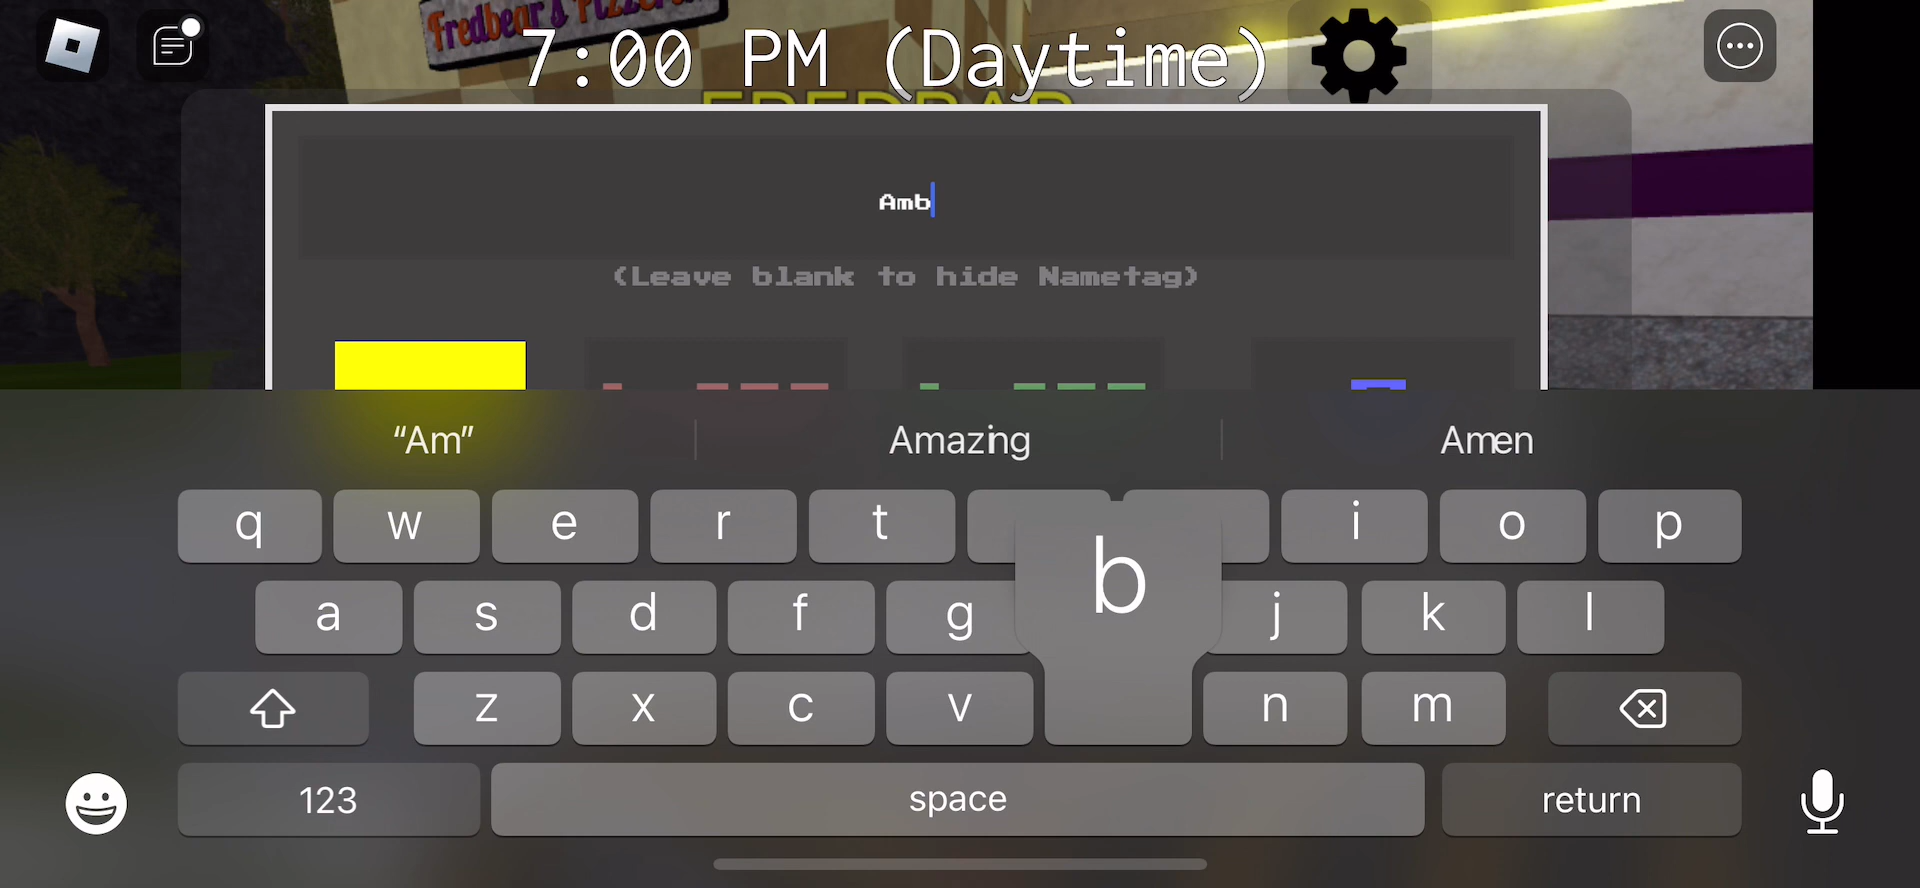 Fredbear's
7:00 PM (Daytime)
Amb
(Leave blank to hide Nametag)
“Am” Amazing Amen
q w e r t i o p
a s d f g j k l
b
z x c v n m
123 space return